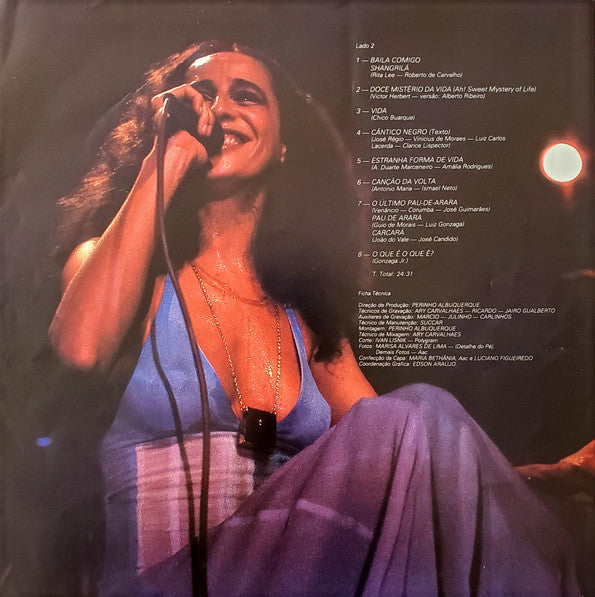 Lado 2
1 — BAILA COMIGO
SHANGRILÁ
(Rita Lee — Roberto de Carvalho)
2 — DOCE MISTÉRIO DA VIDA (Ah! Sweet Mystery of Life)
(Victor Herbert — versão: Alberto Ribeiro)
3 — VIDA
(Chico Buarque)
4 — CÂNTICO NEGRO (Texto)
(José Régio — Vinicius de Moraes — Luiz Carlos
Lacerda — Clarice Lispector)
5 — ESTRANHA FORMA DE VIDA
(A. Duarte Marceneiro — Amália Rodrigues)
6 — CANÇÃO DA VOLTA
(Antonio Maria — Ismael Neto)
7 — O ÚLTIMO PAU-DE-ARARA
(Venâncio — Corumba — José Guimarães)
PAU DE ARARA
(Guio de Morais — Luiz Gonzaga)
CARCARÁ
(João do Vale — José Candido)
8 — O QUE É O QUE É?
(Gonzaga Jr.)
T. Total: 24:31
Ficha Técnica
Direção de Produção: PERINHO ALBUQUERQUE
Técnicos de Gravação: ARY CARVALHAES — RICARDO — JAIRO GUALBERTO
Auxiliares de Gravação: MARCIO — JULINHO — CARLINHOS
Técnico de Manutenção: SUCCAR
Montagem: PERINHO ALBUQUERQUE
Técnico de Mixagem: ARY CARVALHAES
Corte: IVAN LISNIK — Polygram
Fotos: MARISA ALVARES DE LIMA — (Detalhe do Pé),
Demais Fotos — Aac
Confecção da Capa: MARIA BETHÂNIA, Aac e LUCIANO FIGUEIREDO
Coordenação Gráfica: EDSON ARAUJO